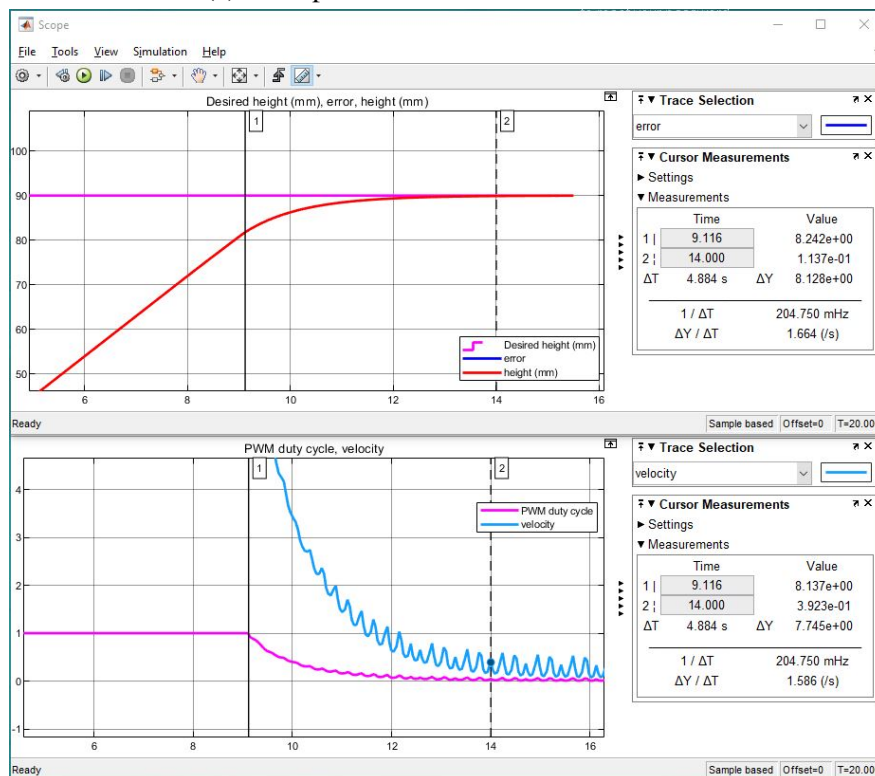 Scope
File Tools View Simulation Help
Desired height (mm), error, height (mm)
1
2
100
90
80
70
60
50
6
8
10
12
14
16
Desired height (mm)
error
height (mm)
Trace Selection
error
Cursor Measurements
Settings
Measurements
Time Value
1 | 9.116 8.242e+00
2 ¦ 14.000 1.137e-01
ΔT 4.884 s ΔY 8.128e+00
1 / ΔT 204.750 mHz
ΔY / ΔT 1.664 (/s)
Ready Sample based Offset=0 T=20.00
PWM duty cycle, velocity
1
2
4
3
2
1
0
-1
6
8
10
12
14
16
PWM duty cycle
velocity
Trace Selection
velocity
Cursor Measurements
Settings
Measurements
Time Value
1 | 9.116 8.137e+00
2 ¦ 14.000 3.923e-01
ΔT 4.884 s ΔY 7.745e+00
1 / ΔT 204.750 mHz
ΔY / ΔT 1.586 (/s)
Ready Sample based Offset=0 T=20.00